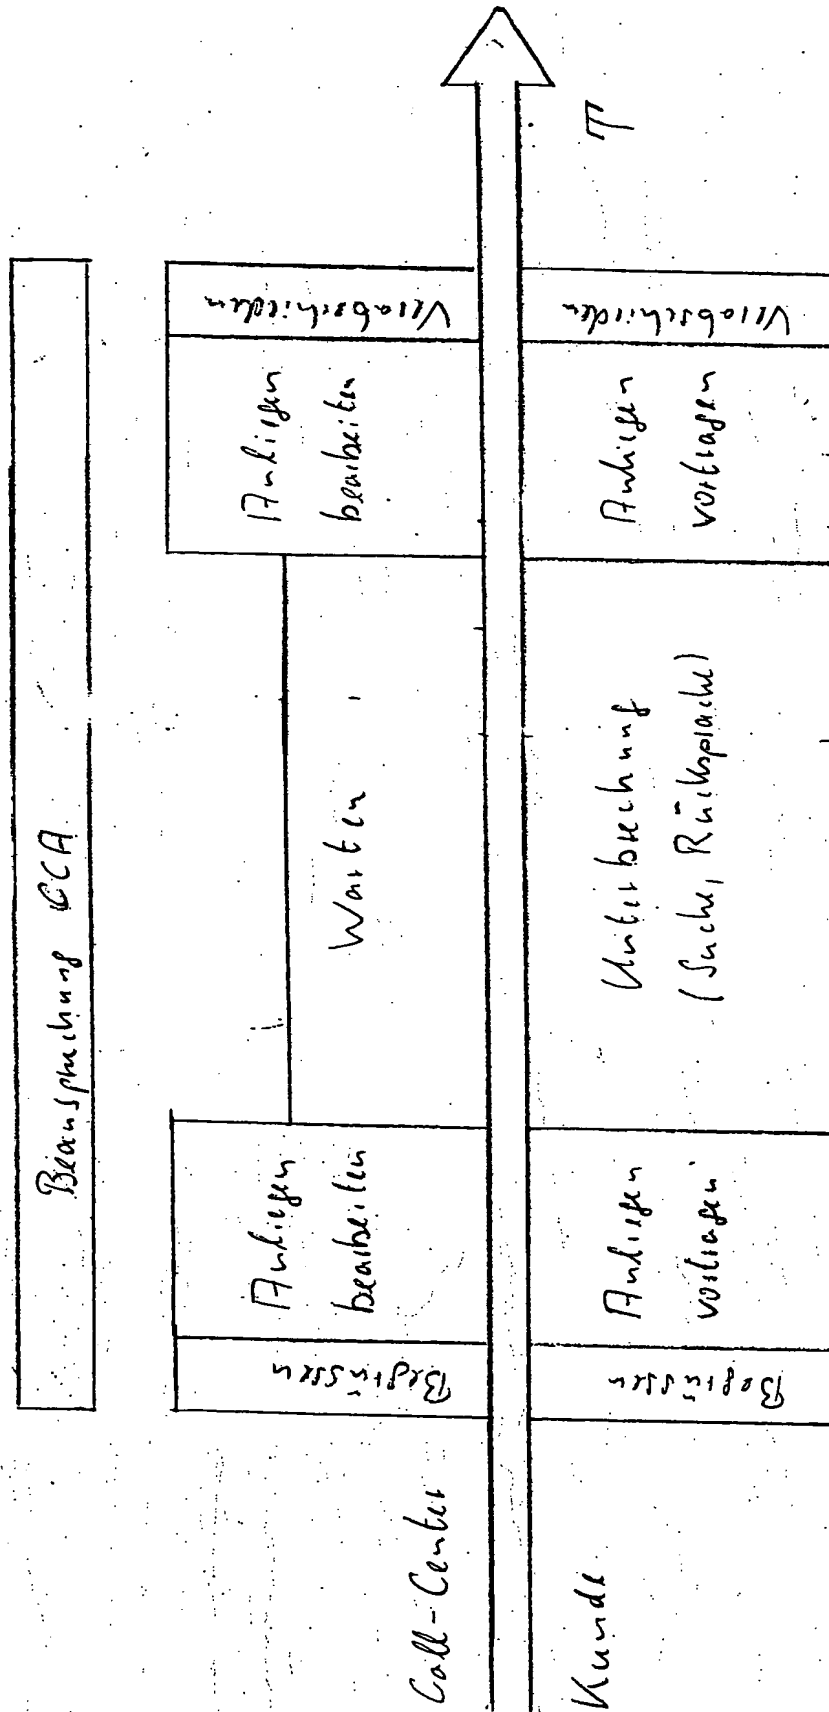 Beanspruchung CCA
Call-Center
Begrüssen
Anliegen
bearbeiten
Warten
Anliegen
bearbeiten
Verabschieden
T
Kunde
Begrüssen
Anliegen
vortragen
Unterbrechung
(Suche, Rücksprache)
Anliegen
vortragen
Verabschieden